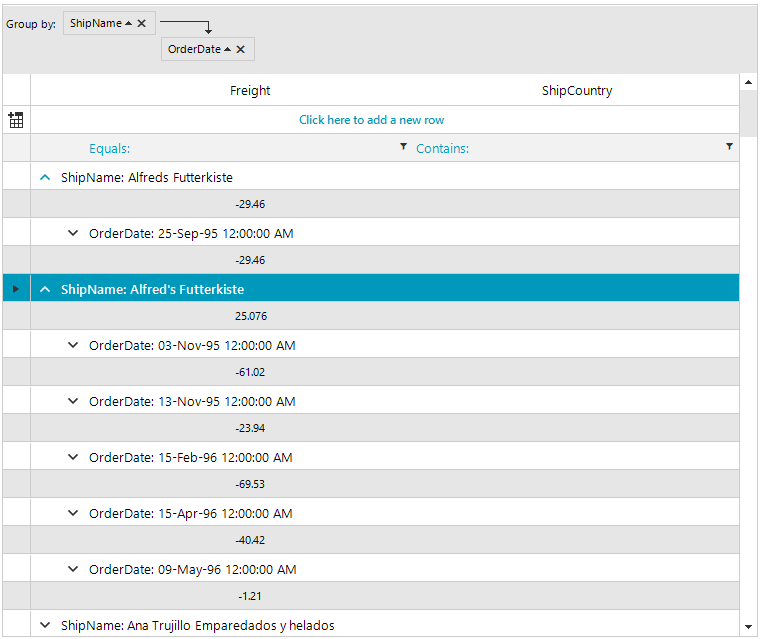 Group by: ShipName
OrderDate
Freight ShipCountry
Click here to add a new row
Equals: Contains:
ShipName: Alfreds Futterkiste
-29.46
OrderDate: 25-Sep-95 12:00:00 AM
-29.46
ShipName: Alfred's Futterkiste
25.076
OrderDate: 03-Nov-95 12:00:00 AM
-61.02
OrderDate: 13-Nov-95 12:00:00 AM
-23.94
OrderDate: 15-Feb-96 12:00:00 AM
-69.53
OrderDate: 15-Apr-96 12:00:00 AM
-40.42
OrderDate: 09-May-96 12:00:00 AM
-1.21
ShipName: Ana Trujillo Emparedados y helados